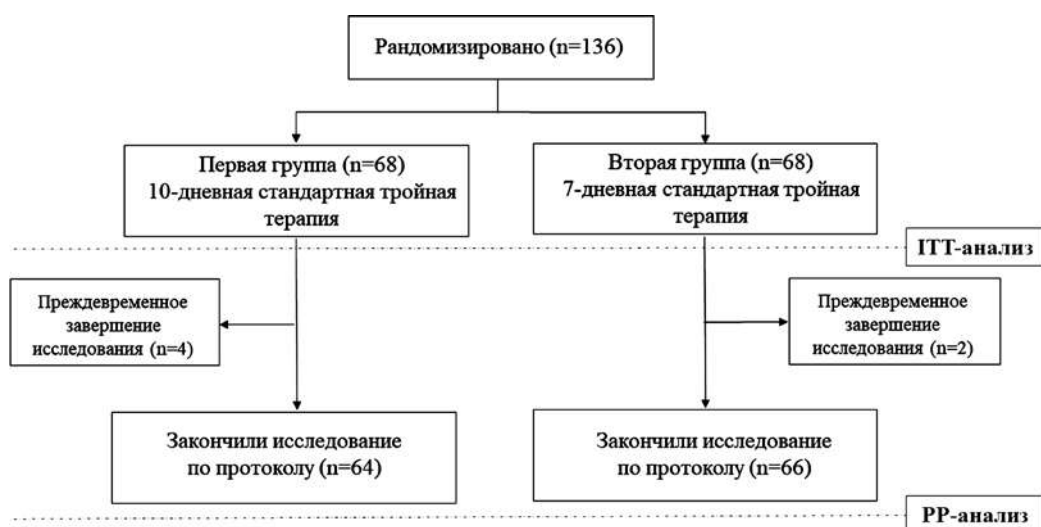 Рандомизировано (n=136)
Первая группа (n=68)
10-дневная стандартная тройная
терапия
Вторая группа (n=68)
7-дневная стандартная тройная
терапия
ITT-анализ
Преждевременное
завершение
исследования (n=4)
Преждевременное
завершение
исследования (n=2)
Закончили исследование
по протоколу (n=64)
Закончили исследование
по протоколу (n=66)
PP-анализ